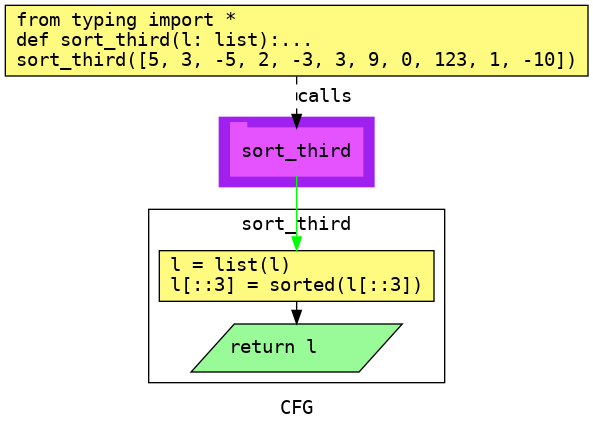 from typing import *
def sort_third(l: list):...
sort_third([5, 3, -5, 2, -3, 3, 9, 0, 123, 1, -10])
calls
sort_third
sort_third
l = list(l)
l[::3] = sorted(l[::3])
return l
CFG